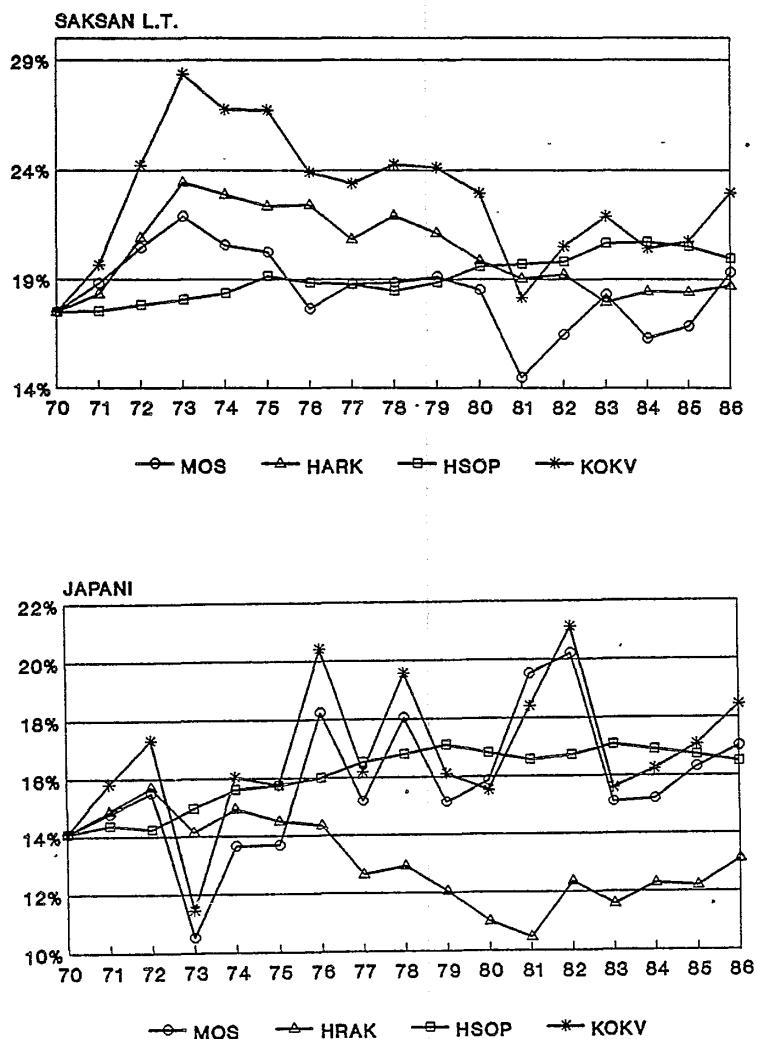 SAKSAN L.T.
29%
24%
19%
14%
70 71 72 73 74 75 76 77 78 79 80 81 82 83 84 85 86
MOS HARK HSOP KOKV
JAPANI
22%
20%
18%
16%
14%
12%
10%
70 71 72 73 74 75 76 77 78 79 80 81 82 83 84 85 86
MOS HRAK HSOP KOKV